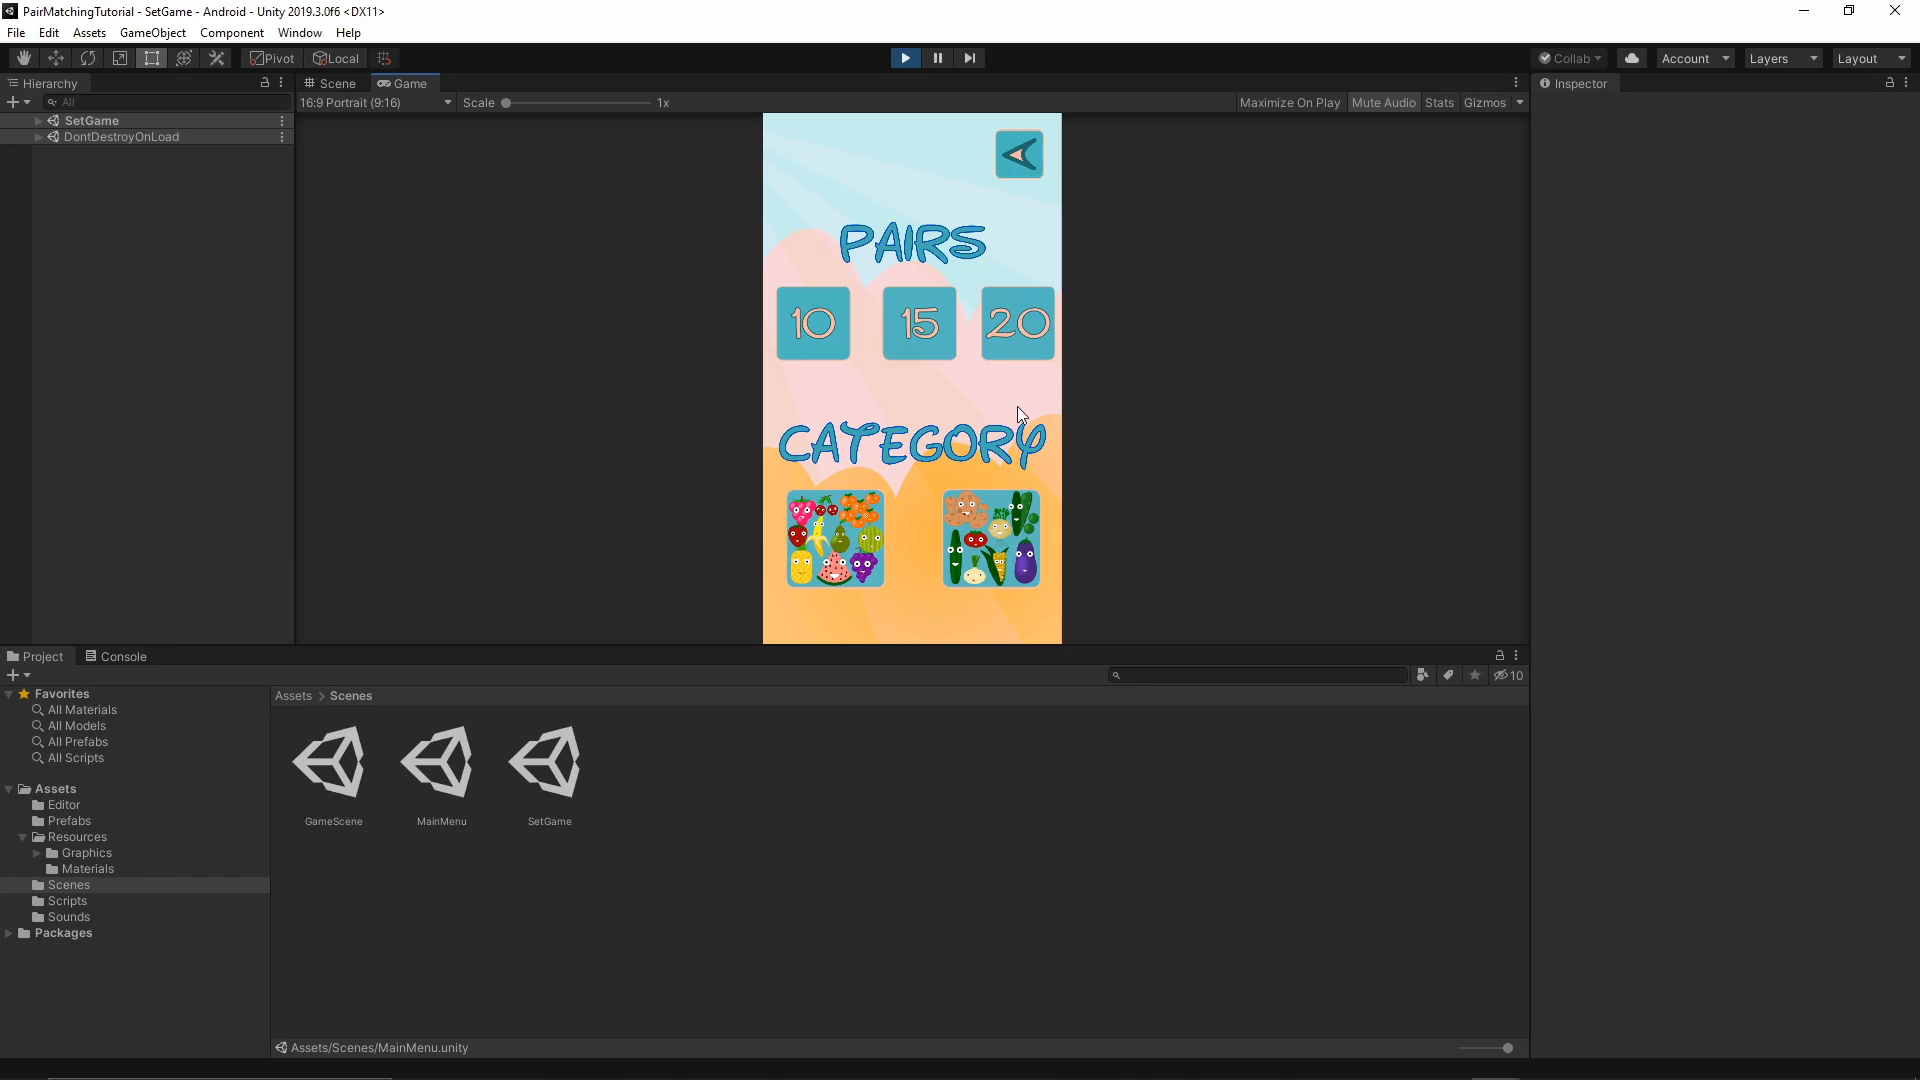 PairMatchingTutorial - SetGame - Android - Unity 2019.3.0f6 <DX11>
File Edit Assets GameObject Component Window Help
Pivot Local Collab Account Layers Layout
Hierarchy Scene Game Inspector
All 16:9 Portrait (9:16) Scale 1x Maximize On Play Mute Audio Stats Gizmos
SetGame
DontDestroyOnLoad
PAIRS
10 15 20
CATEGORY
Project Console
10
Favorites
All Materials
All Models
All Prefabs
All Scripts
Assets
Editor
Prefabs
Resources
Graphics
Materials
Scenes
Scripts
Sounds
Packages
Assets > Scenes
GameScene MainMenu SetGame
Assets/Scenes/MainMenu.unity